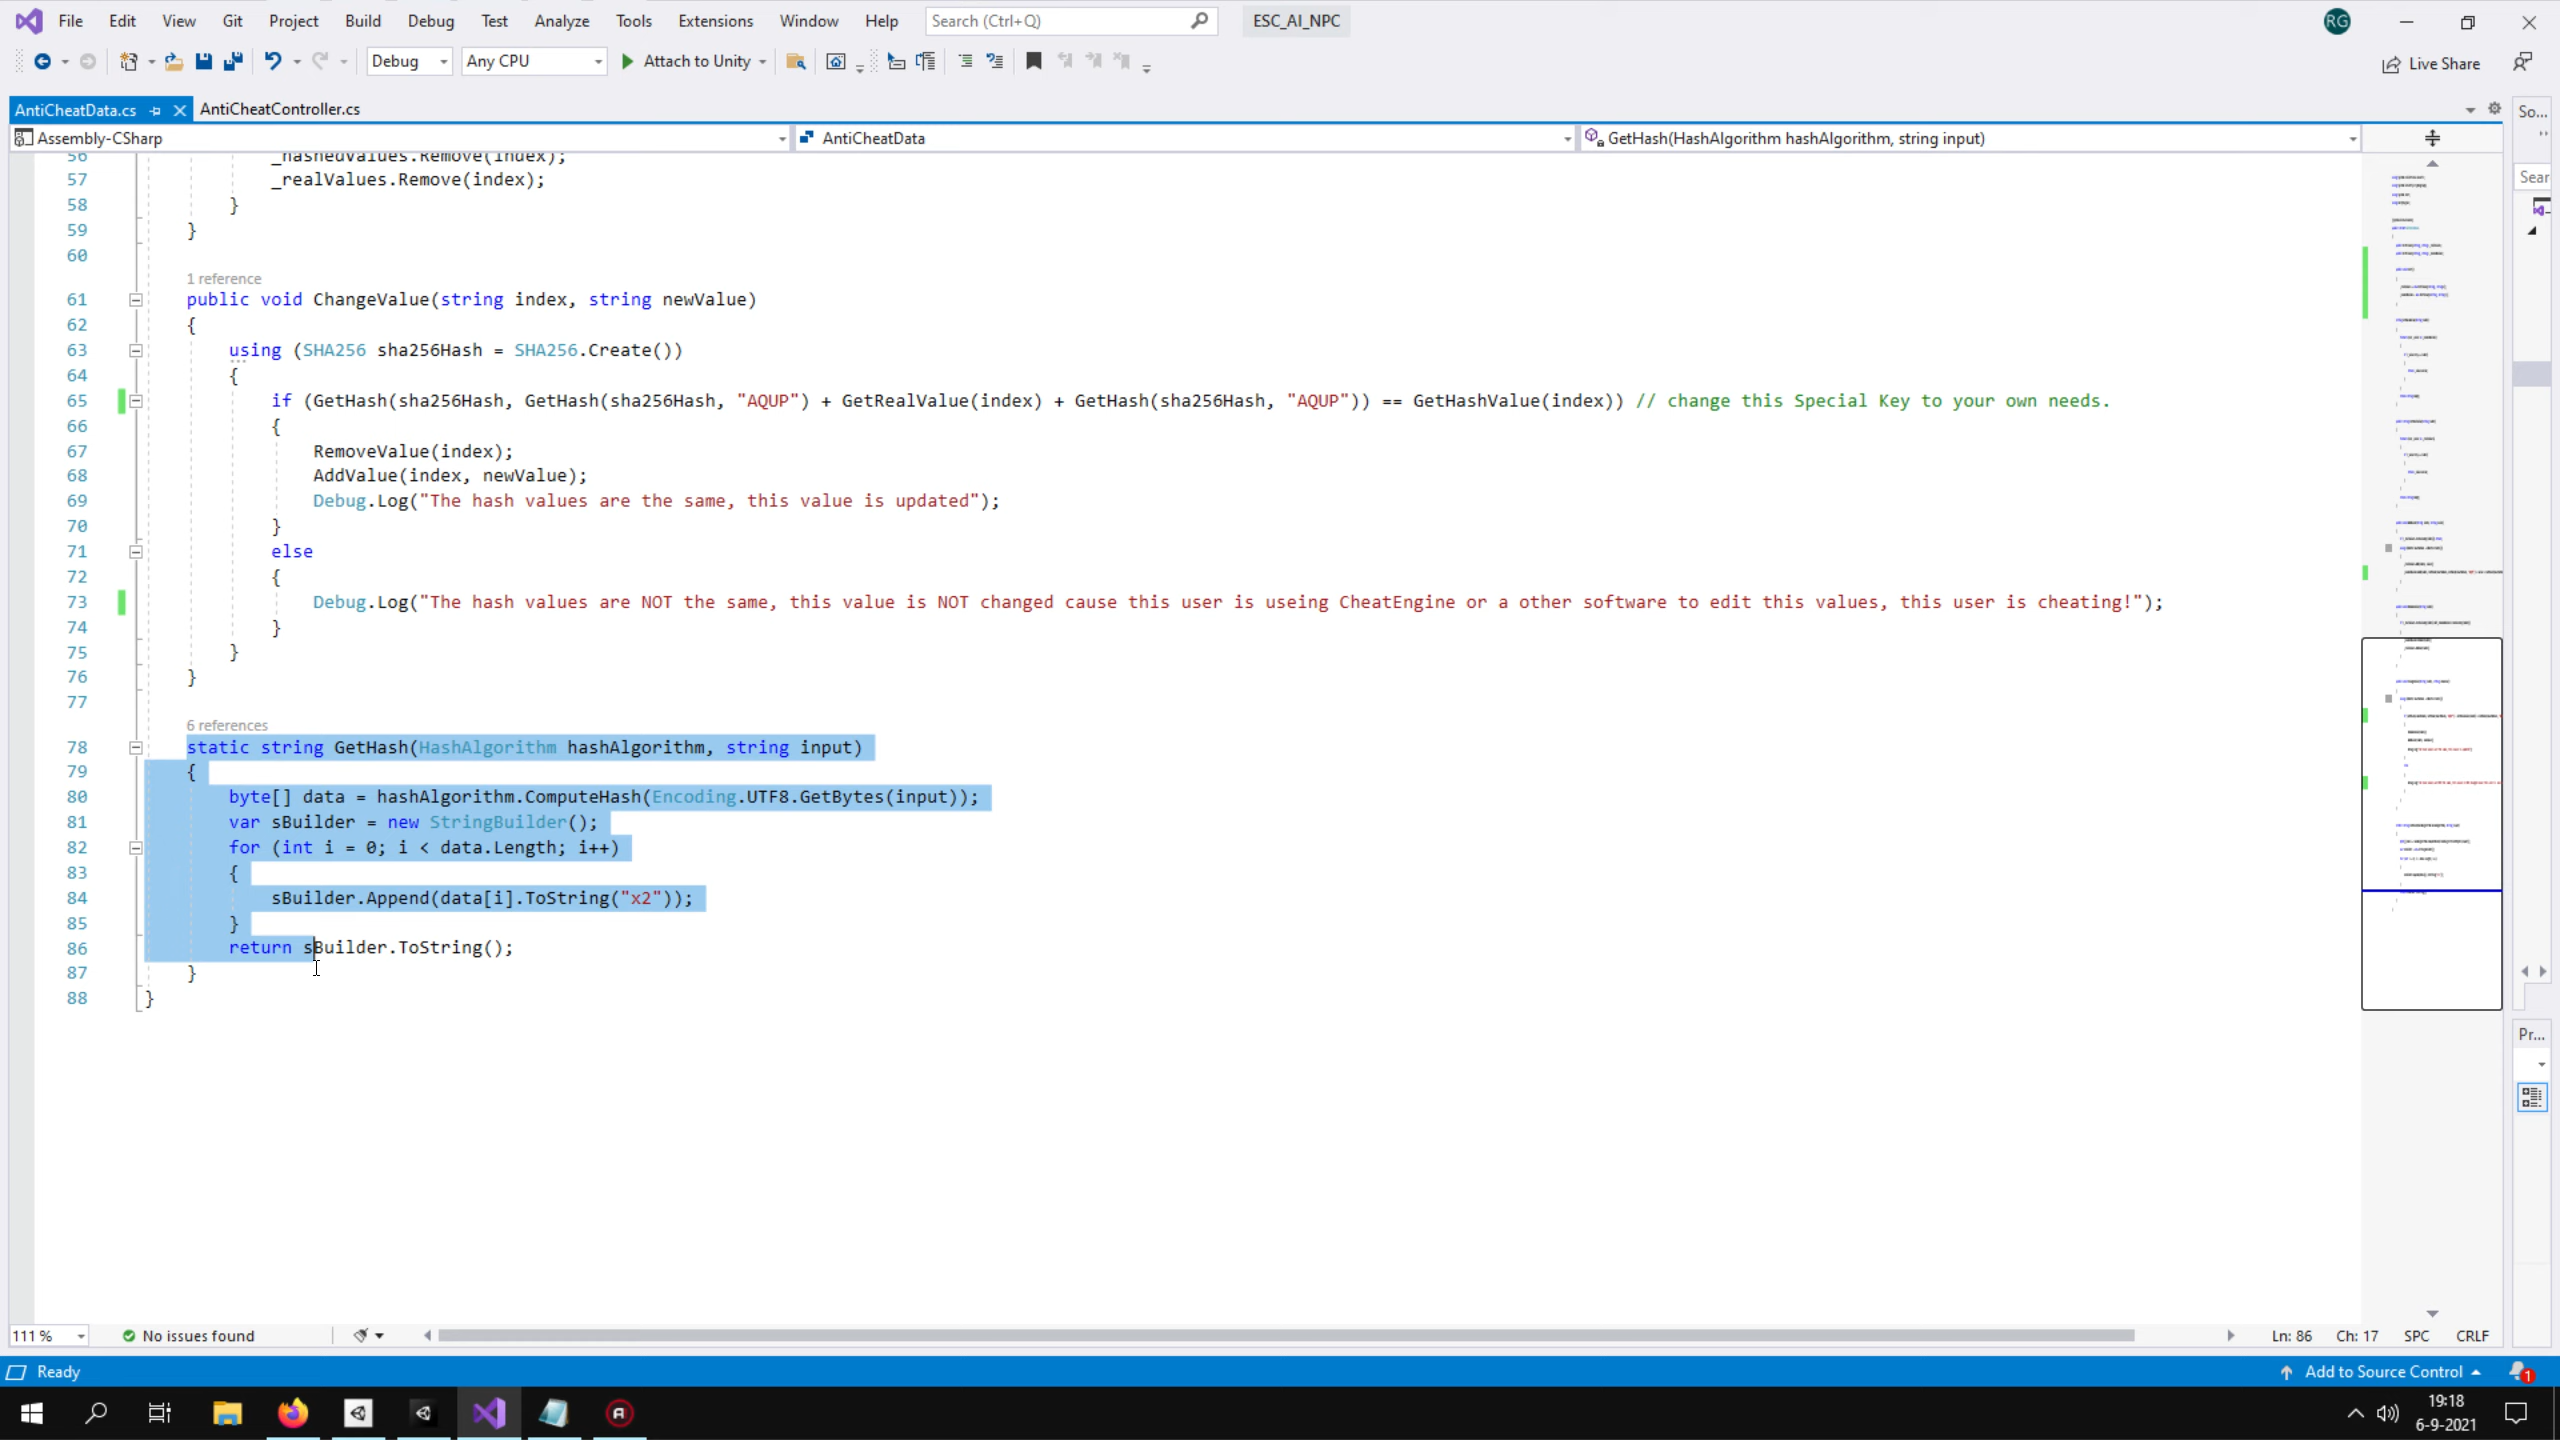 File Edit View Git Project Build Debug Test Analyze Tools Extensions Window Help Search (Ctrl+Q) ESC_AI_NPC RG
Debug Any CPU Attach to Unity Live Share
AntiCheatData.cs AntiCheatController.cs So...
Assembly-CSharp AntiCheatData GetHash(HashAlgorithm hashAlgorithm, string input)
Sear
56 _hashedValues.Remove(index);
57 _realValues.Remove(index);
58 }
59 }
60
1 reference
61 public void ChangeValue(string index, string newValue)
62 {
63 using (SHA256 sha256Hash = SHA256.Create())
64 {
65 if (GetHash(sha256Hash, GetHash(sha256Hash, "AQUP") + GetRealValue(index) + GetHash(sha256Hash, "AQUP")) == GetHashValue(index)) // change this Special Key to your own needs.
66 {
67 RemoveValue(index);
68 AddValue(index, newValue);
69 Debug.Log("The hash values are the same, this value is updated");
70 }
71 else
72 {
73 Debug.Log("The hash values are NOT the same, this value is NOT changed cause this user is useing CheatEngine or a other software to edit this values, this user is cheating!");
74 }
75 }
76 }
77
6 references
78 static string GetHash(HashAlgorithm hashAlgorithm, string input)
79 {
80 byte[] data = hashAlgorithm.ComputeHash(Encoding.UTF8.GetBytes(input));
81 var sBuilder = new StringBuilder();
82 for (int i = 0; i < data.Length; i++)
83 {
84 sBuilder.Append(data[i].ToString("x2"));
85 }
86 return sBuilder.ToString();
87 }
88 }
Pr...
111 % No issues found Ln: 86 Ch: 17 SPC CRLF
Ready Add to Source Control 1
19:18
6-9-2021